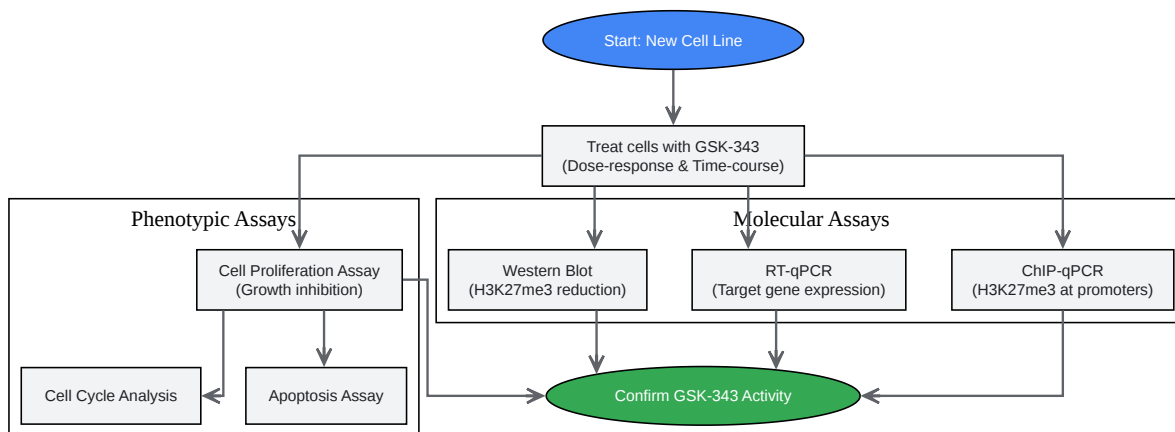 Start: New Cell Line
Treat cells with GSK-343
(Dose-response & Time-course)
Phenotypic Assays
Molecular Assays
Cell Proliferation Assay
(Growth inhibition)
Western Blot
(H3K27me3 reduction)
RT-qPCR
(Target gene expression)
ChIP-qPCR
(H3K27me3 at promoters)
Cell Cycle Analysis
Apoptosis Assay
Confirm GSK-343 Activity